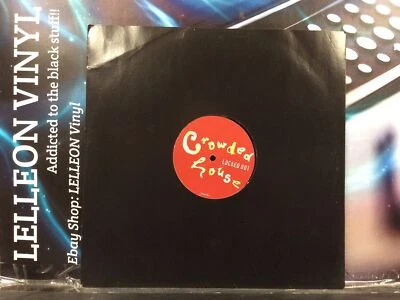 LELLEON VINYL
Addicted to the black stuff!!
Ebay Shop: LELLEON Vinyl
Crowded
LOCKED OUT
house